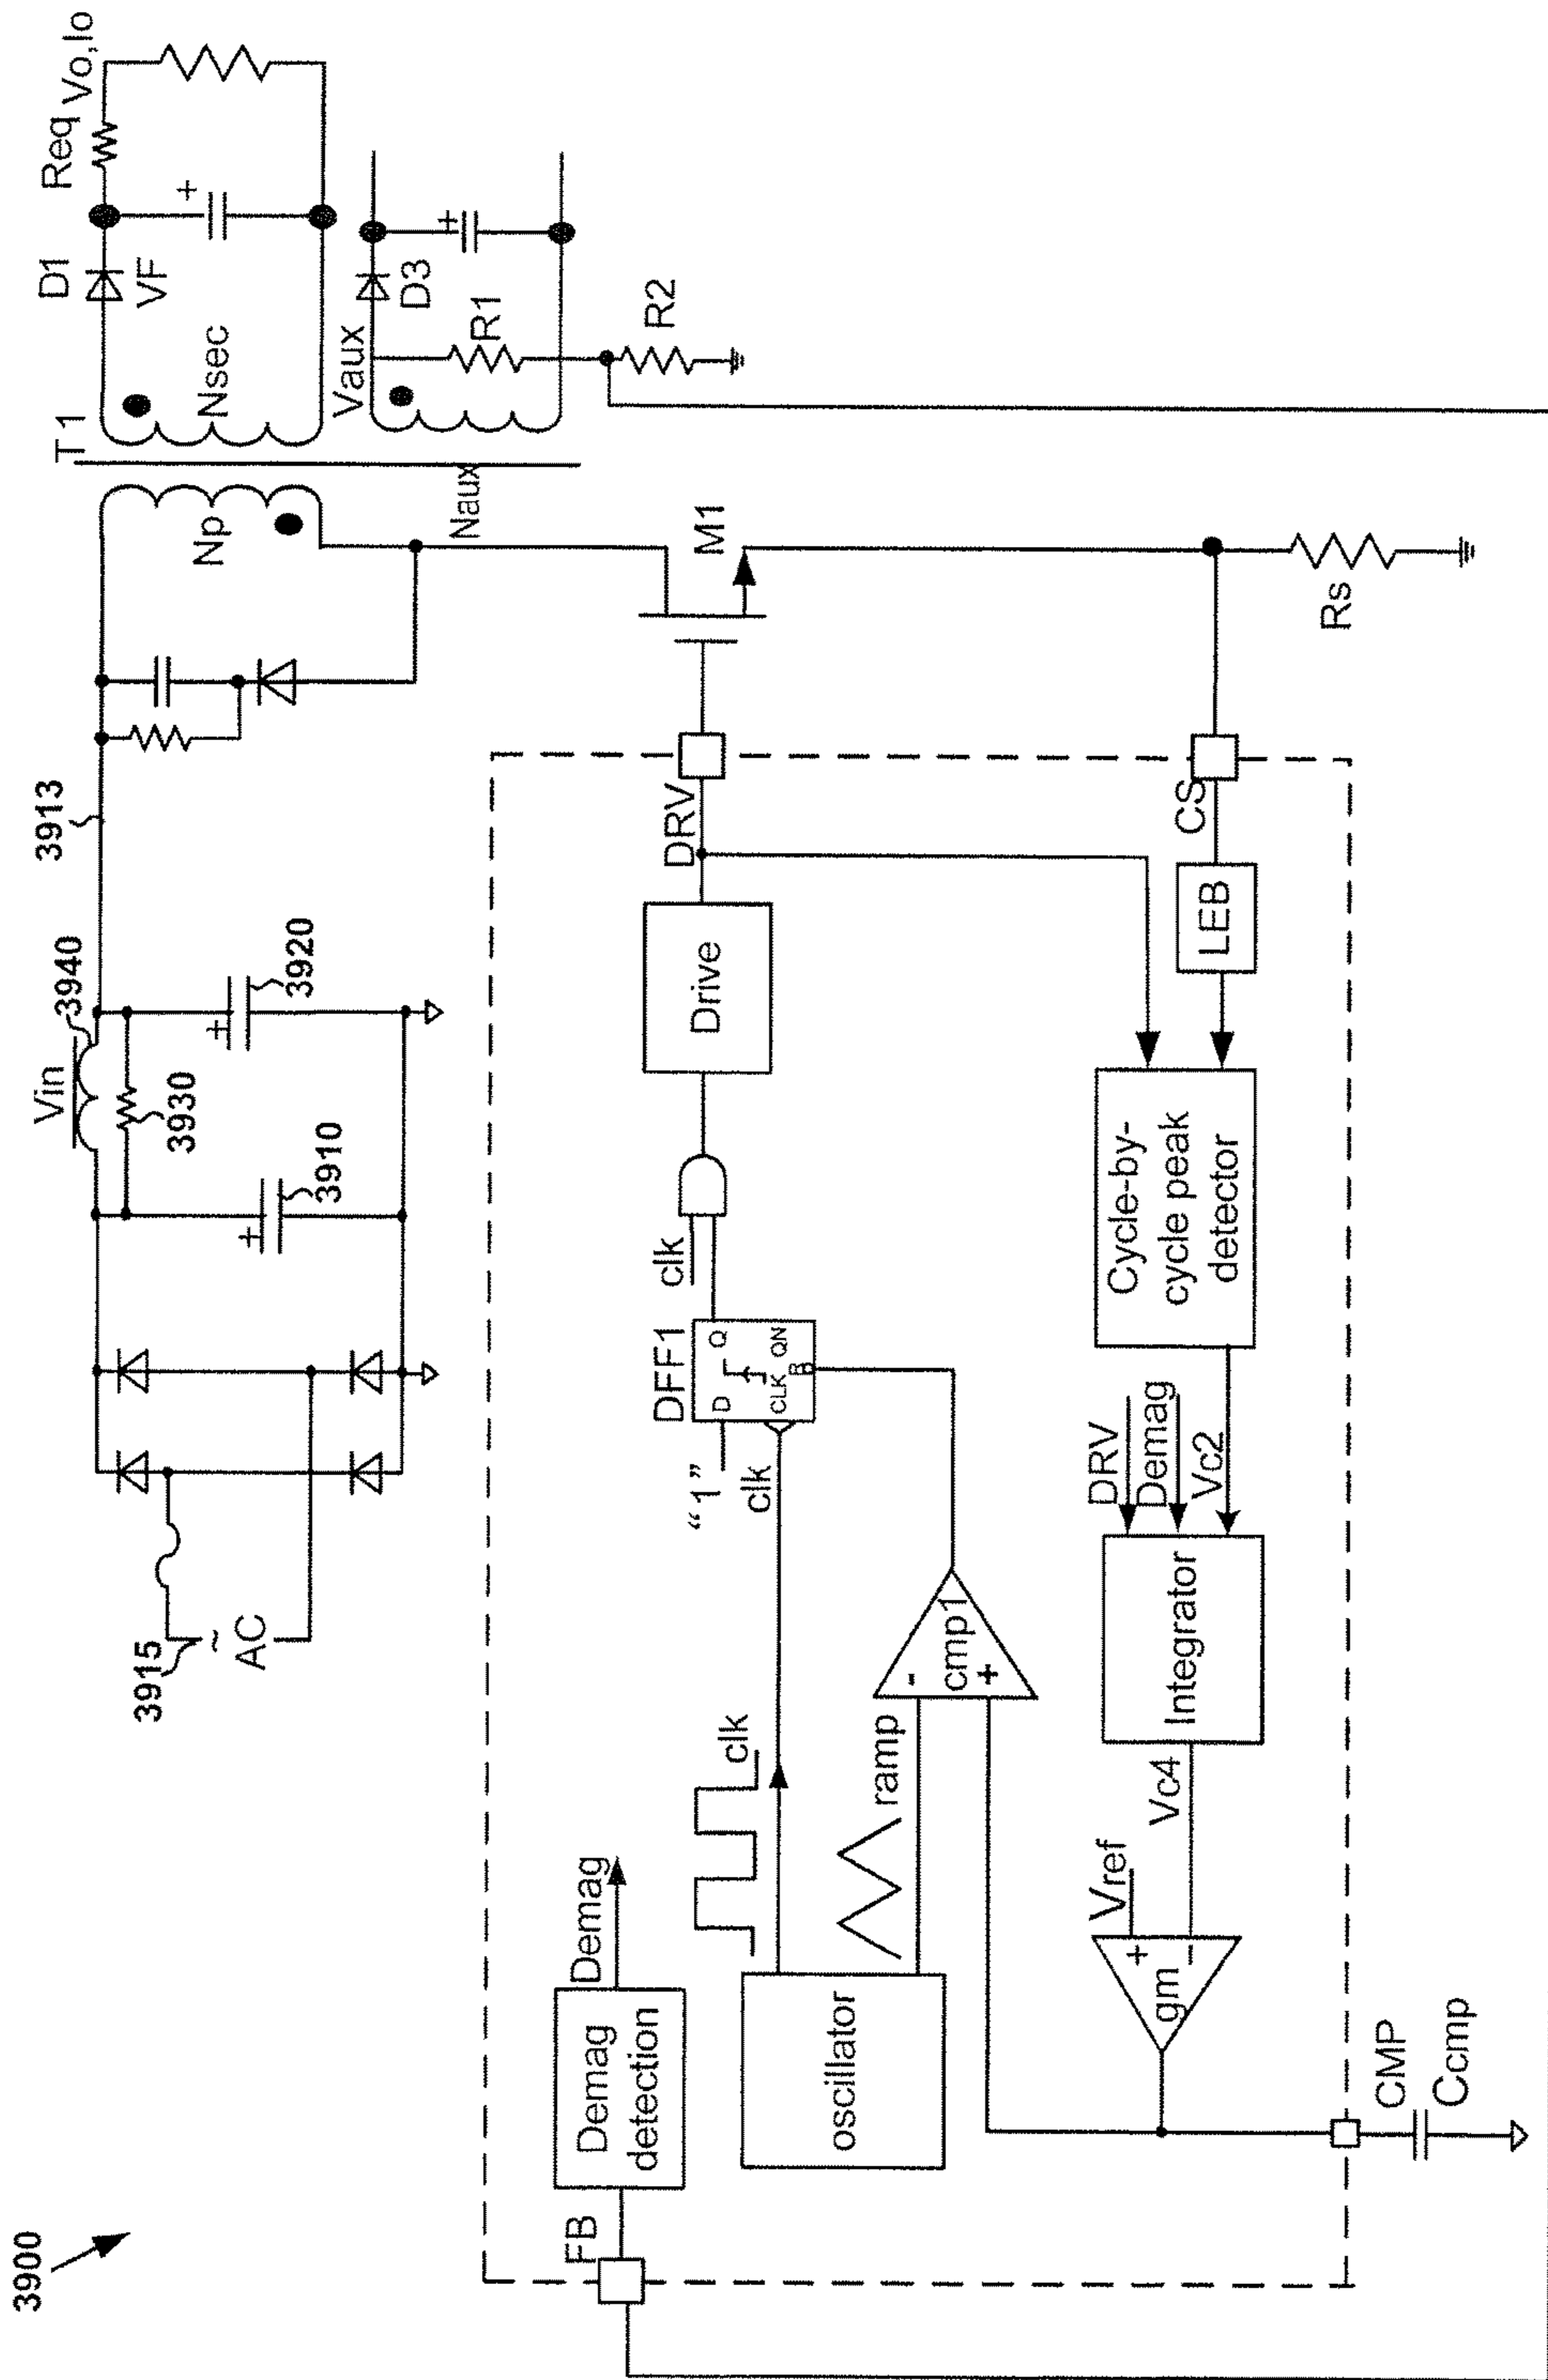 3900
3915
AC
~
3910
3930
Vin
3940
3920
3913
T1
Np
Nsec
D1
VF
Req
Vo,Io
Vaux
D3
R1
R2
Naux
M1
Rs
FB
Demag
detection
Demag
oscillator
clk
ramp
cmp1
-
+
"1"
clk
DFF1
D
Q
CLK
QN
clk
Drive
DRV
CS
LEB
Cycle-by-
cycle peak
detector
DRV
Demag
Vc2
Integrator
Vc4
Vref
gm
+
-
CMP
Ccmp
+
+
+
+